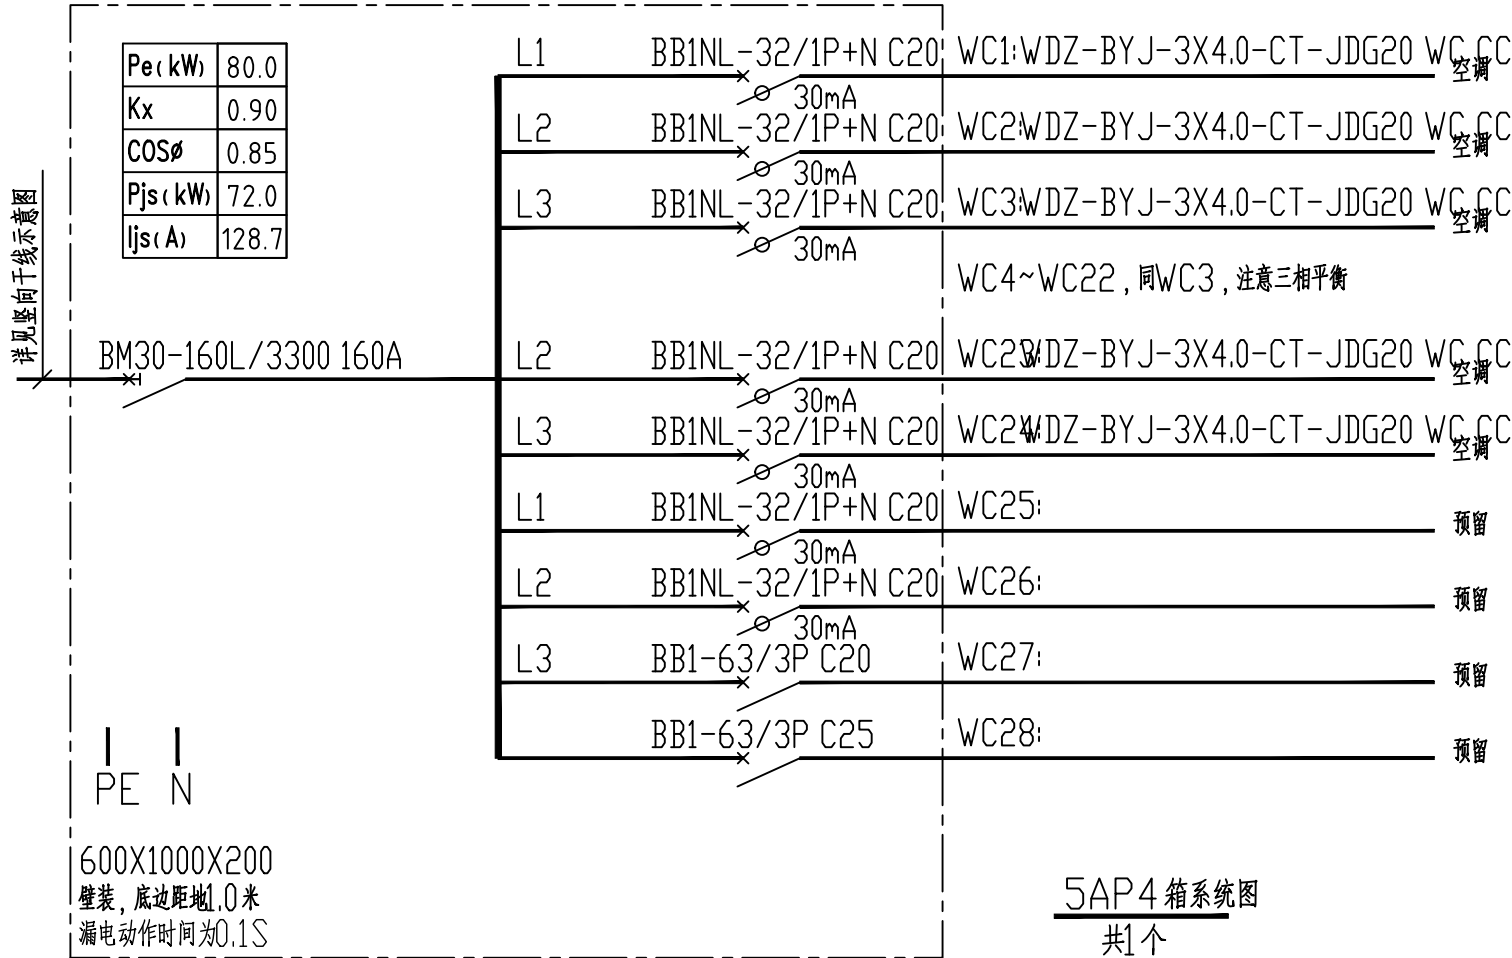 Pe(kW) 80.0
Kx 0.90
COSø 0.85
Pjs(kW) 72.0
Ijs(A) 128.7
详见竖向干线示意图
BM30-160L/3300 160A
L1 BB1NL-32/1P+N C20 WC1:WDZ-BYJ-3X4.0-CT-JDG20 WC CC
30mA 空调
L2 BB1NL-32/1P+N C20 WC2:WDZ-BYJ-3X4.0-CT-JDG20 WC CC
30mA 空调
L3 BB1NL-32/1P+N C20 WC3:WDZ-BYJ-3X4.0-CT-JDG20 WC CC
30mA 空调
WC4~WC22,同WC3,注意三相平衡
L2 BB1NL-32/1P+N C20 WC23:WDZ-BYJ-3X4.0-CT-JDG20 WC CC
30mA 空调
L3 BB1NL-32/1P+N C20 WC24:WDZ-BYJ-3X4.0-CT-JDG20 WC CC
30mA 空调
L1 BB1NL-32/1P+N C20 WC25:
30mA 预留
L2 BB1NL-32/1P+N C20 WC26:
30mA 预留
L3 BB1-63/3P C20 WC27:
预留
BB1-63/3P C25 WC28:
预留
PE N
600X1000X200
壁装,底边距地1.0米
漏电动作时间为0.1S
5AP4箱系统图
共1个